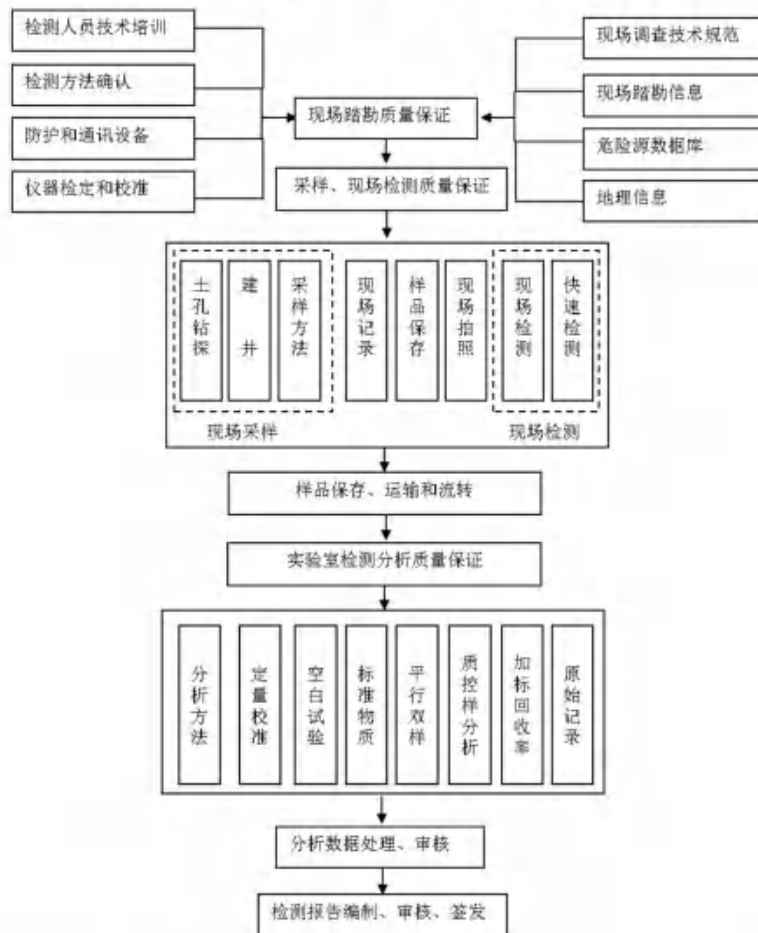 检测人员技术培训
检测方法确认
防护和通讯设备
仪器检定和校准
现场调查技术规范
现场踏勘信息
危险源数据库
地理信息
现场踏勘质量保证
采样、现场检测质量保证
土孔钻探
建井
采样方法
现场记录
样品保存
现场拍照
现场检测
快速检测
现场采样
现场检测
样品保存、运输和流转
实验室检测分析质量保证
分析方法
定量校准
空白试验
标准物质
平行双样
质控样分析
加标回收率
原始记录
分析数据处理、审核
检测报告编制、审核、签发